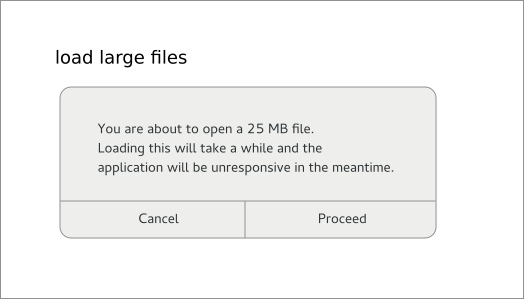 load large files
You are about to open a 25 MB file.
Loading this will take a while and the
application will be unresponsive in the meantime.
Cancel
Proceed